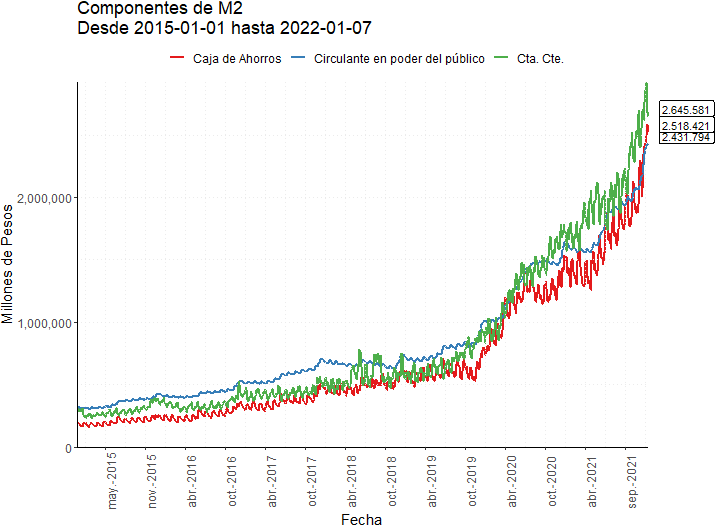 Componentes de M2
Desde 2015-01-01 hasta 2022-01-07
Caja de Ahorros Circulante en poder del público Cta. Cte.
2.645.581
2.518.421
2.431.794
2,000,000
1,000,000
0
Millones de Pesos
may.-2015
nov.-2015
abr.-2016
oct.-2016
abr.-2017
oct.-2017
abr.-2018
oct.-2018
abr.-2019
oct.-2019
abr.-2020
oct.-2020
abr.-2021
sep.-2021
Fecha